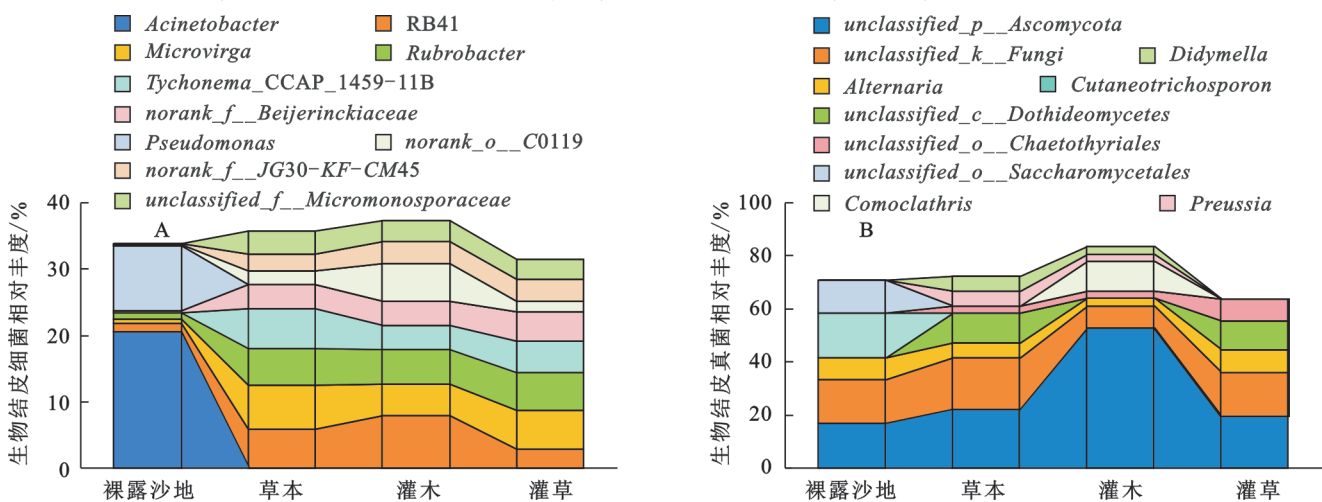 Acinetobacter RB41
Microvirga Rubrobacter
Tychonema_CCAP_1459-11B
norank_f__Beijerinckiaceae
Pseudomonas norank_o__C0119
norank_f__JG30-KF-CM45
unclassified_f__Micromonosporaceae
生物结皮细菌相对丰度/%
40
30
20
10
0
A
裸露沙地 草本 灌木 灌草
unclassified_p__Ascomycota
unclassified_k__Fungi Didymella
Alternaria Cutaneotrichosporon
unclassified_c__Dothideomycetes
unclassified_o__Chaetothyriales
unclassified_o__Saccharomycetales
Comoclathris Preussia
生物结皮真菌相对丰度/%
100
80
60
40
20
0
B
裸露沙地 草本 灌木 灌草